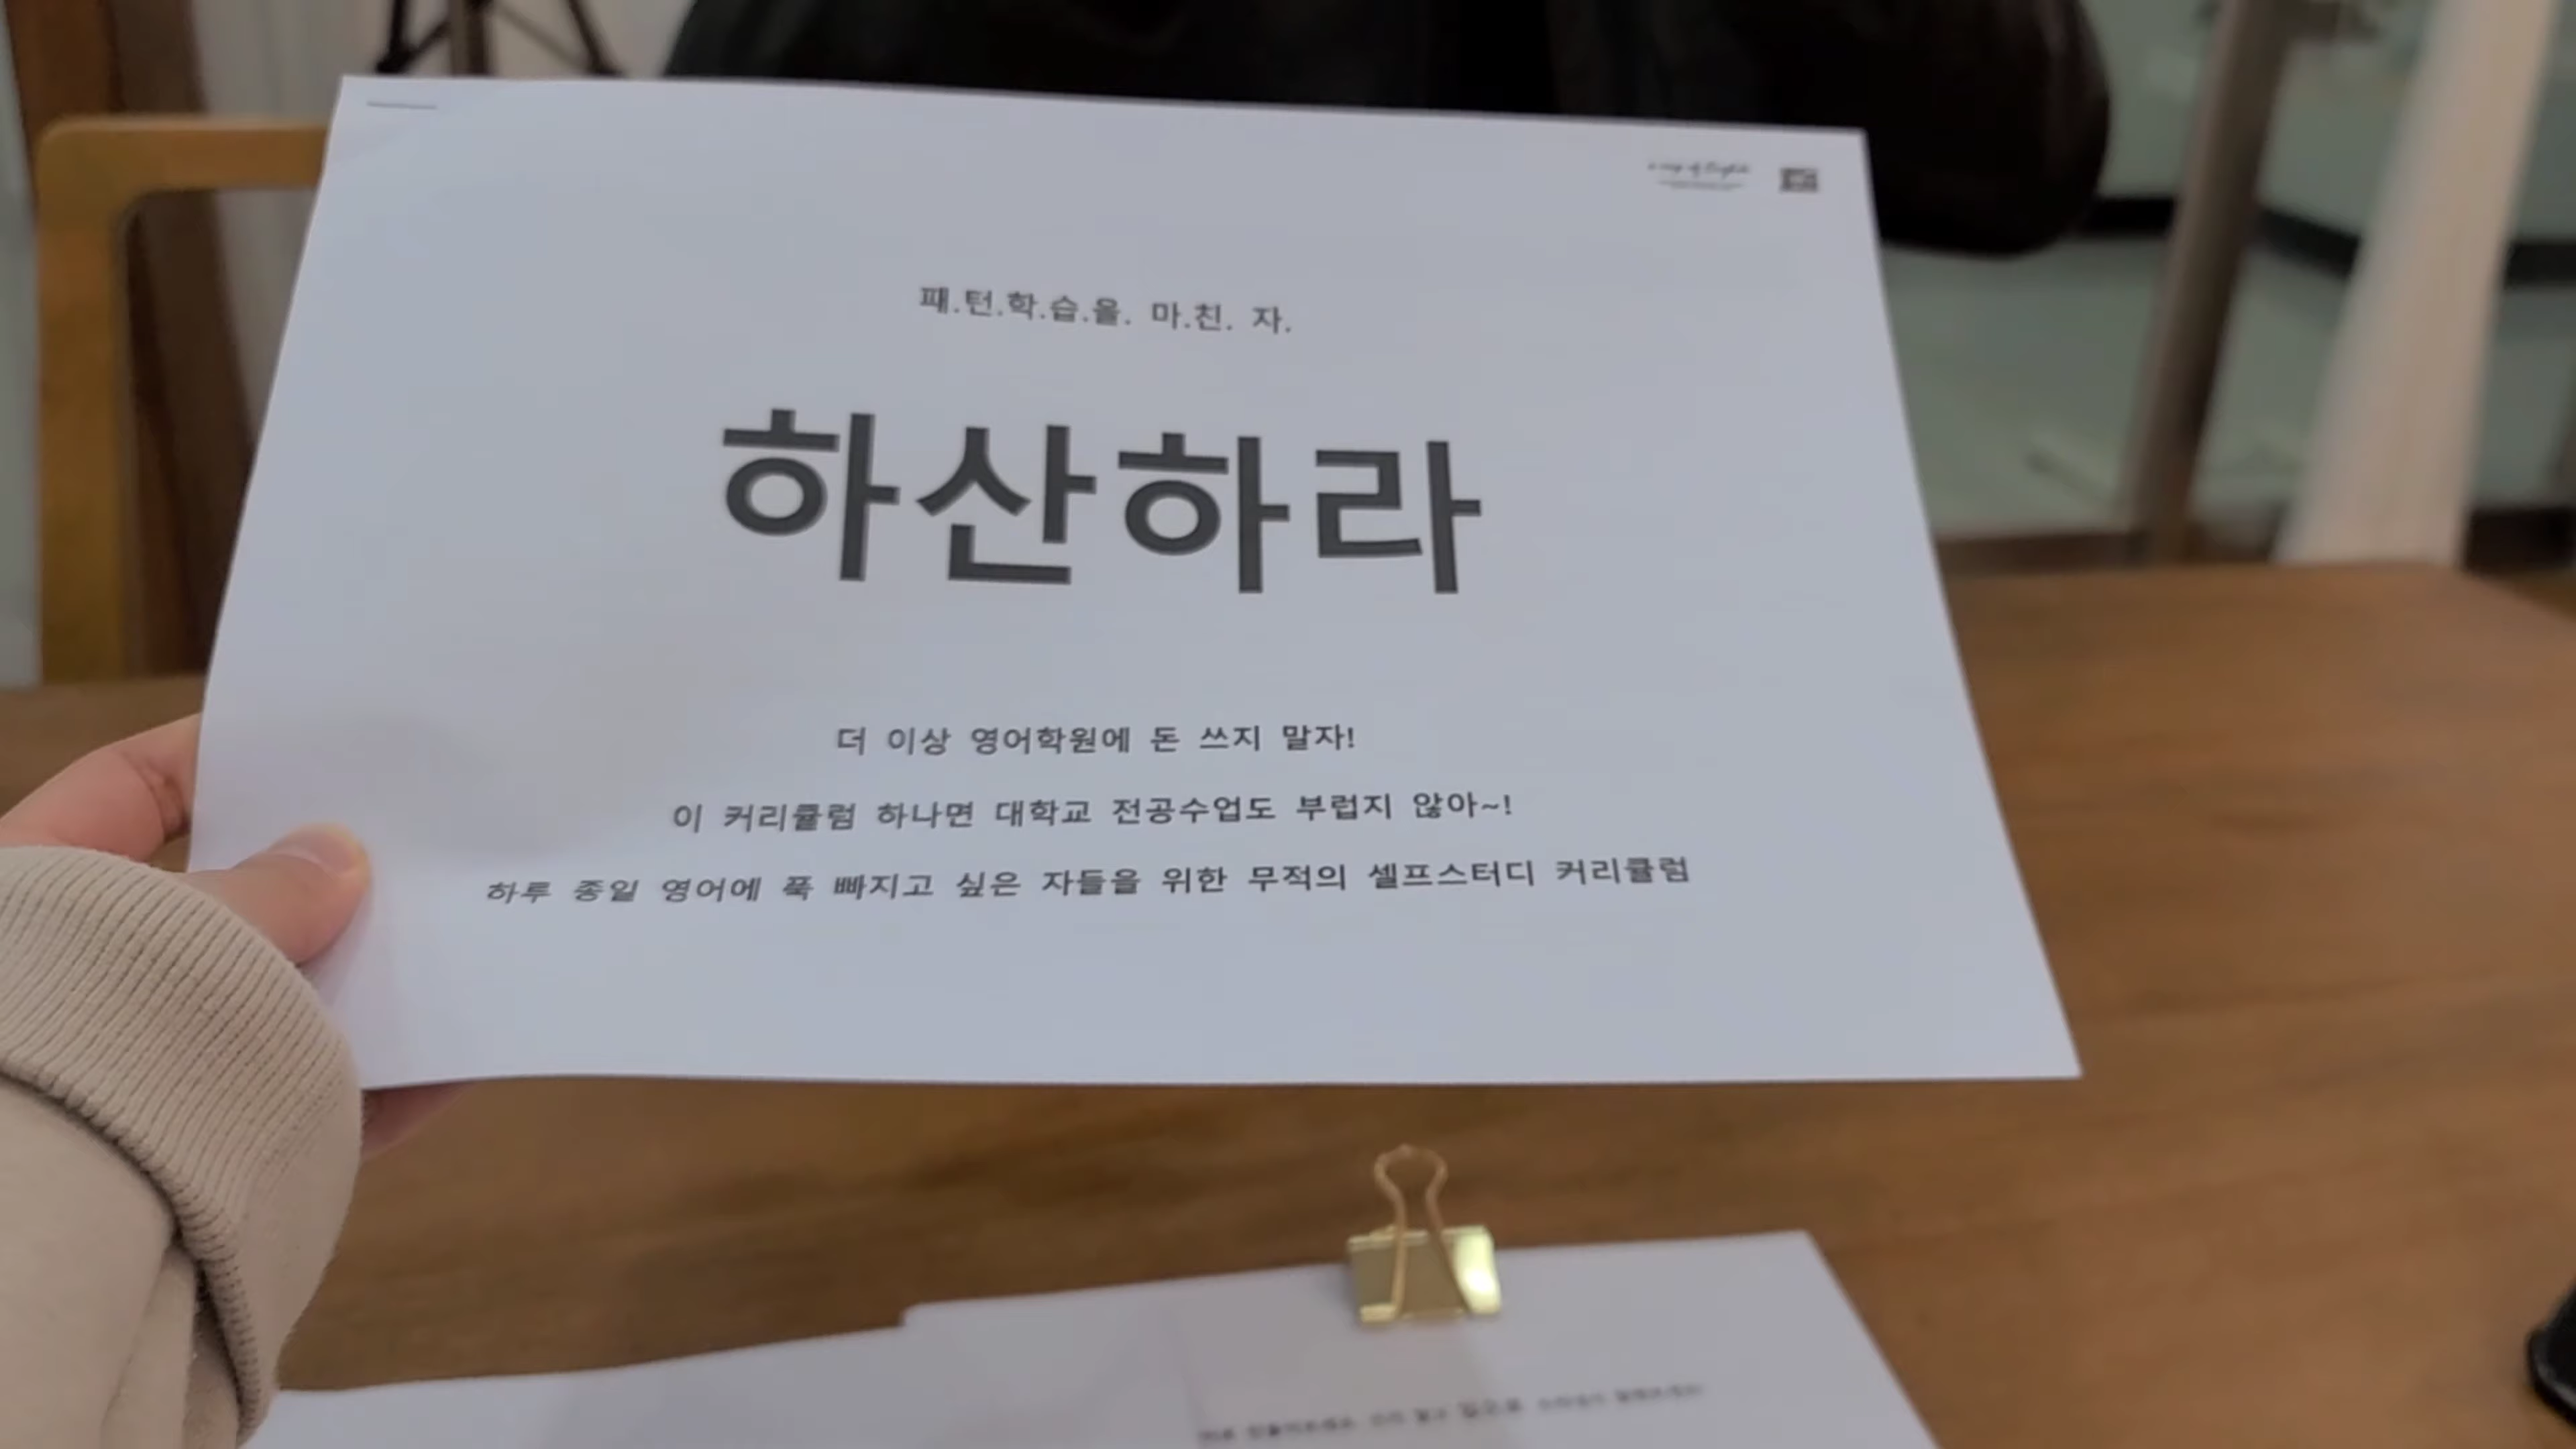 패.턴.학.습.을. 마.친. 자.
하산하라
더 이상 영어학원에 돈 쓰지 말자!
이 커리큘럼 하나면 대학교 전공수업도 부럽지 않아~!
하루 종일 영어에 푹 빠지고 싶은 자들을 위한 무적의 셀프스터디 커리큘럼